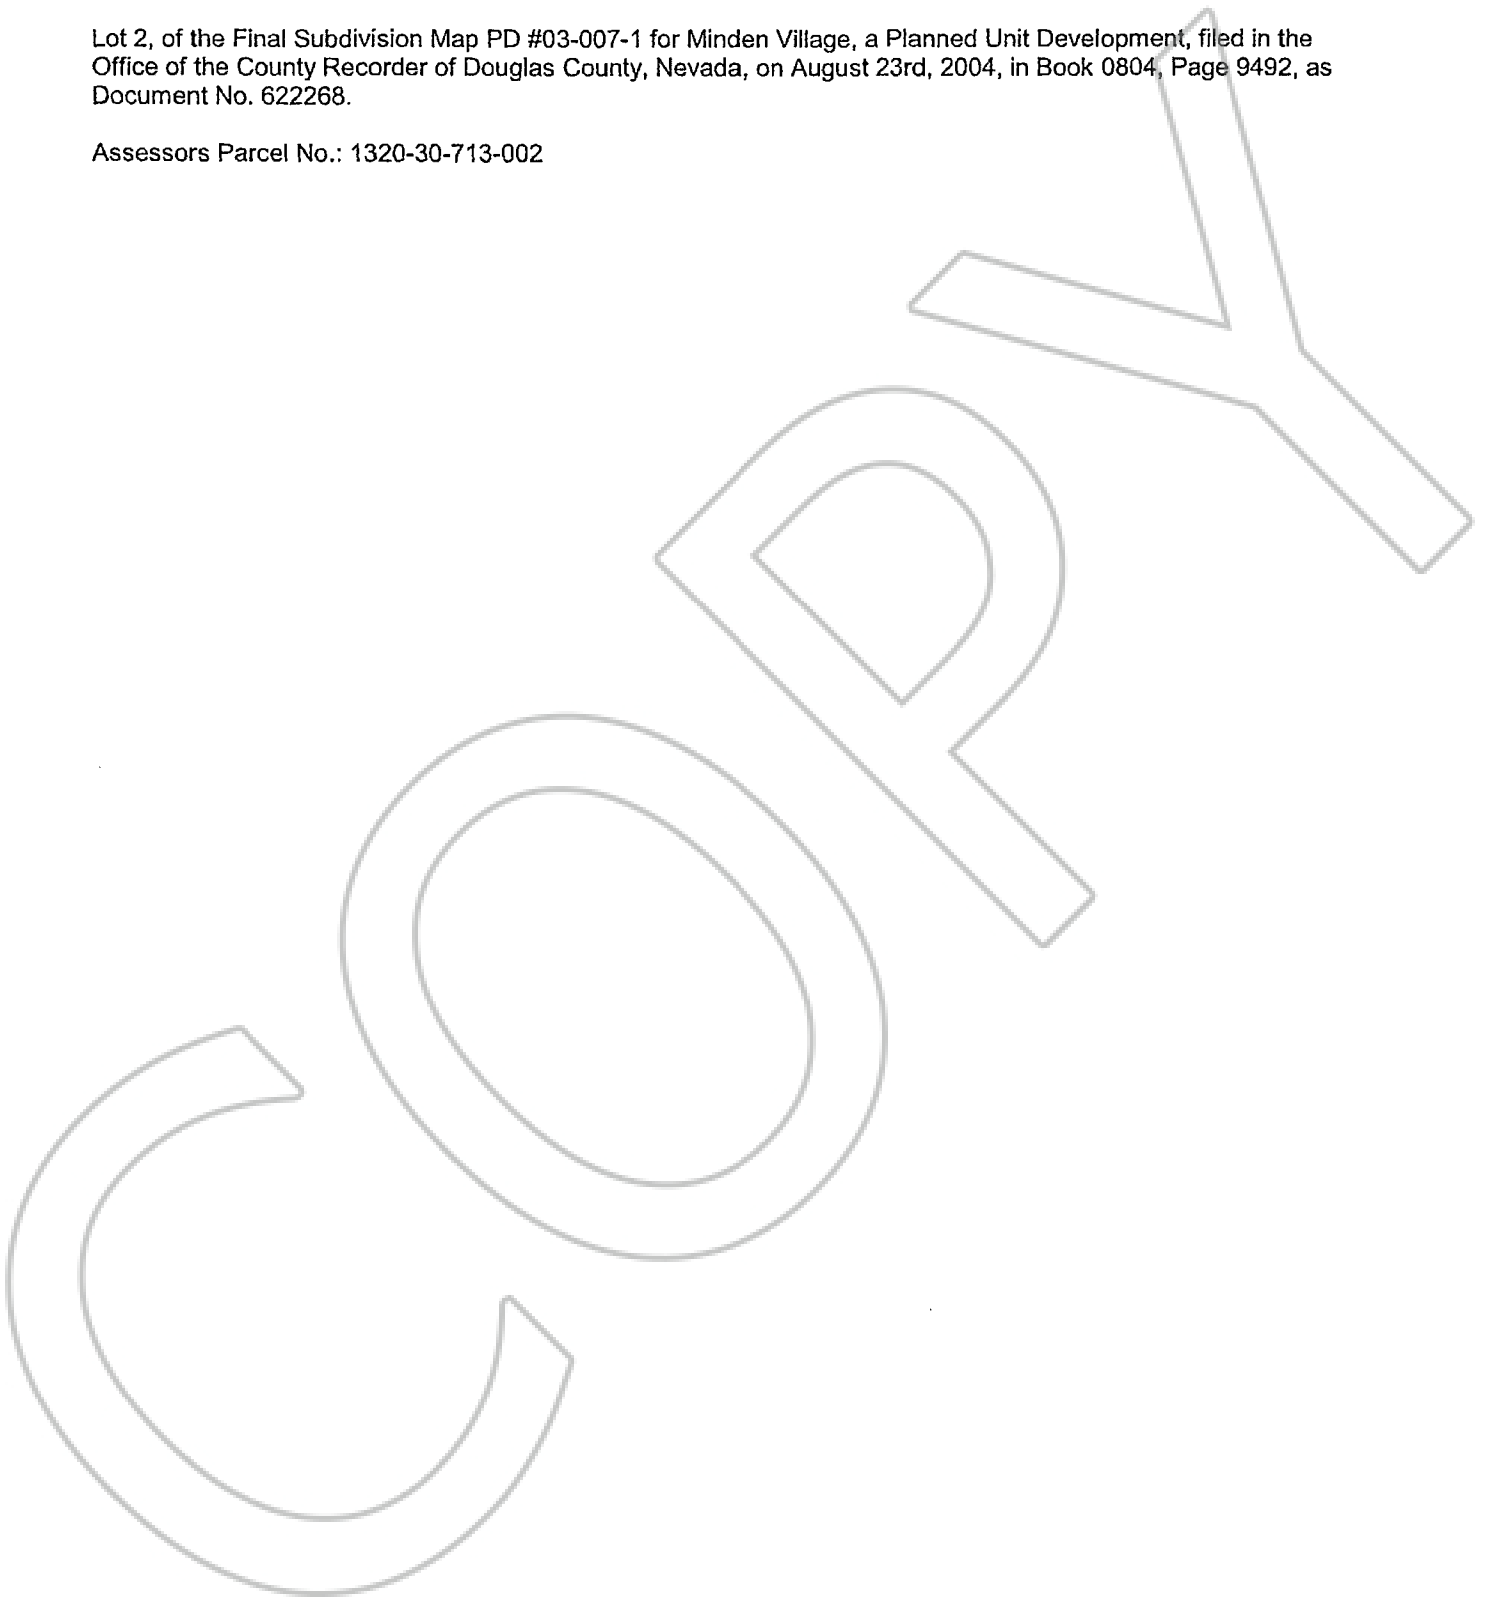 Lot 2, of the Final Subdivision Map PD #03-007-1 for Minden Village, a Planned Unit Development, filed in the
Office of the County Recorder of Douglas County, Nevada, on August 23rd, 2004, in Book 0804, Page 9492, as
Document No. 622268.
Assessors Parcel No.: 1320-30-713-002
COPY